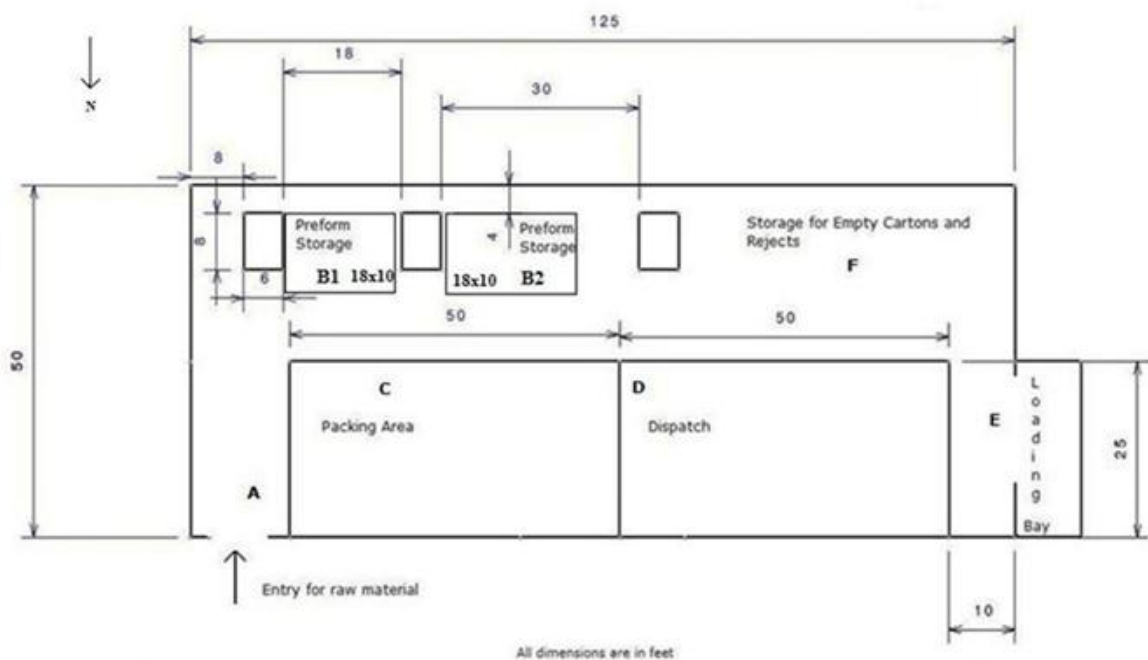 125
18
N
30
8
Preform
Storage
B1 18x10
4
Preform
Storage
18x10 B2
Storage for Empty Cartons and
Rejects
F
8
6
50
50
50
C
Packing Area
D
Dispatch
E
Loading
Bay
25
A
Entry for raw material
10
All dimensions are in feet